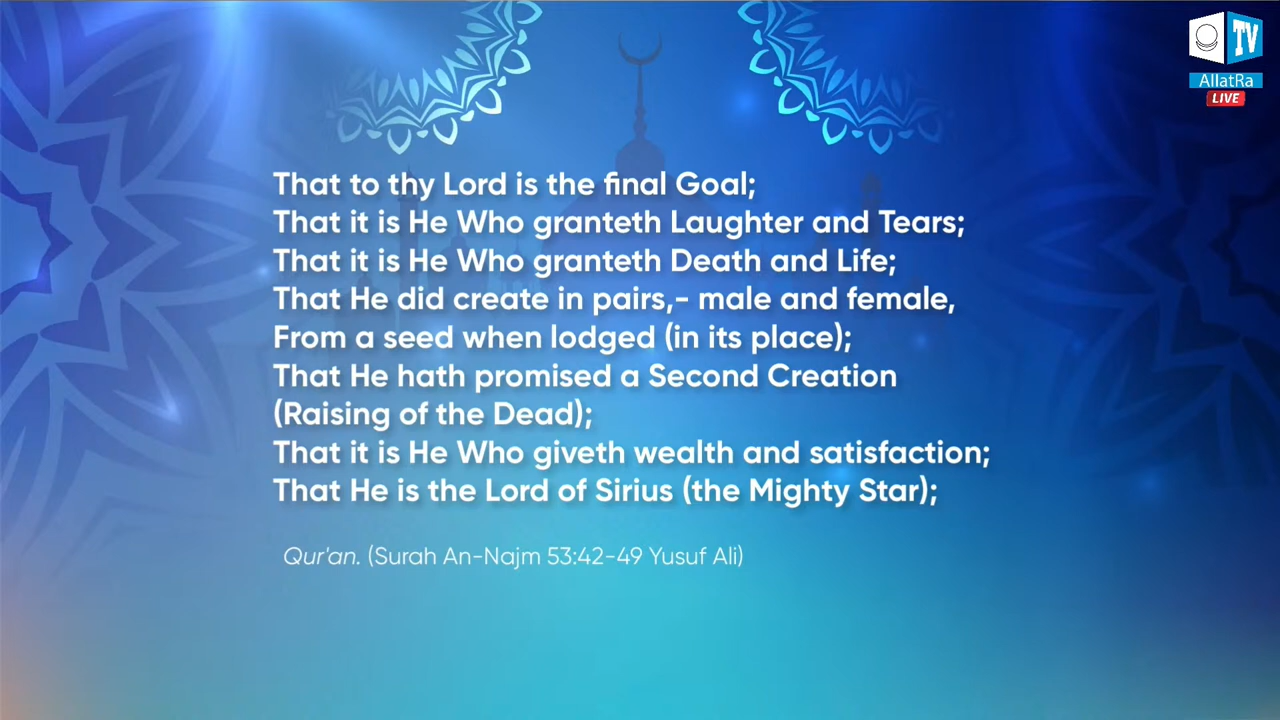 TV
AllatRa
LIVE
That to thy Lord is the final Goal;
That it is He Who granteth Laughter and Tears;
That it is He Who granteth Death and Life;
That He did create in pairs,- male and female,
From a seed when lodged (in its place);
That He hath promised a Second Creation
(Raising of the Dead);
That it is He Who giveth wealth and satisfaction;
That He is the Lord of Sirius (the Mighty Star);
Qur'an. (Surah An-Najm 53:42-49 Yusuf Ali)